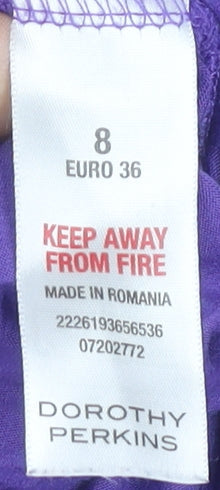 8
EURO 36
KEEP AWAY
FROM FIRE
MADE IN ROMANIA
2226193656536
07202772
DOROTHY
PERKINS